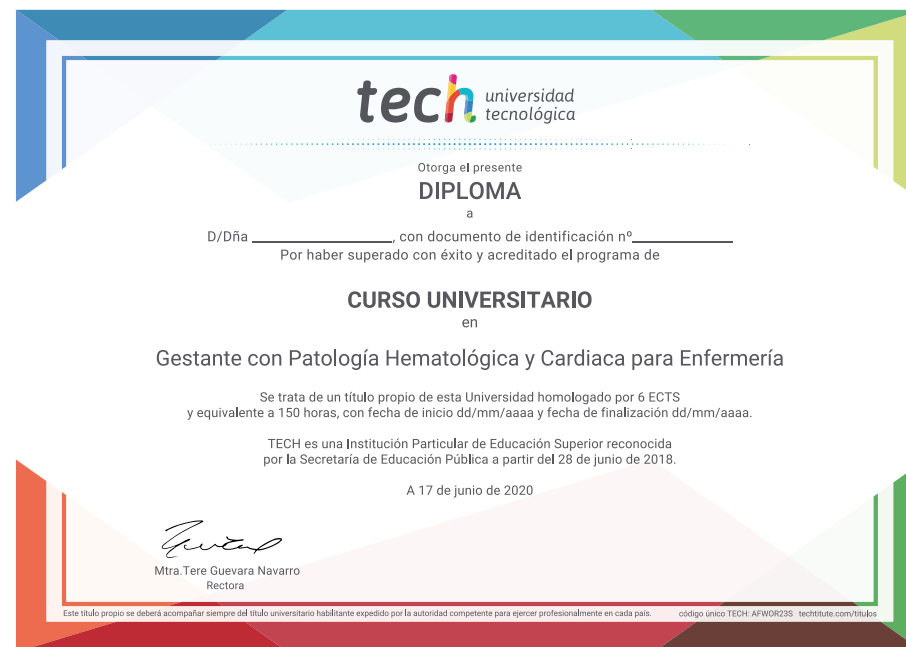 tech universidad
tecnológica
Otorga el presente
DIPLOMA
a
D/Dña ____________________, con documento de identificación nº______________
Por haber superado con éxito y acreditado el programa de
CURSO UNIVERSITARIO
en
Gestante con Patología Hematológica y Cardiaca para Enfermería
Se trata de un título propio de esta Universidad homologado por 6 ECTS
y equivalente a 150 horas, con fecha de inicio dd/mm/aaaa y fecha de finalización dd/mm/aaaa.
TECH es una Institución Particular de Educación Superior reconocida
por la Secretaría de Educación Pública a partir del 28 de junio de 2018.
A 17 de junio de 2020
Mtra.Tere Guevara Navarro
Rectora
Este título propio se deberá acompañar siempre del título universitario habilitante expedido por la autoridad competente para ejercer profesionalmente en cada país. código único TECH: AFWOR23S techtitute.com/titulos